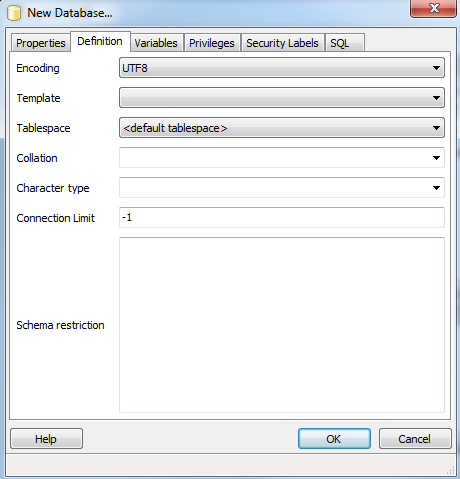 New Database...
Properties Definition Variables Privileges Security Labels SQL
Encoding UTF8
Template
Tablespace <default tablespace>
Collation
Character type
Connection Limit -1
Schema restriction
Help OK Cancel